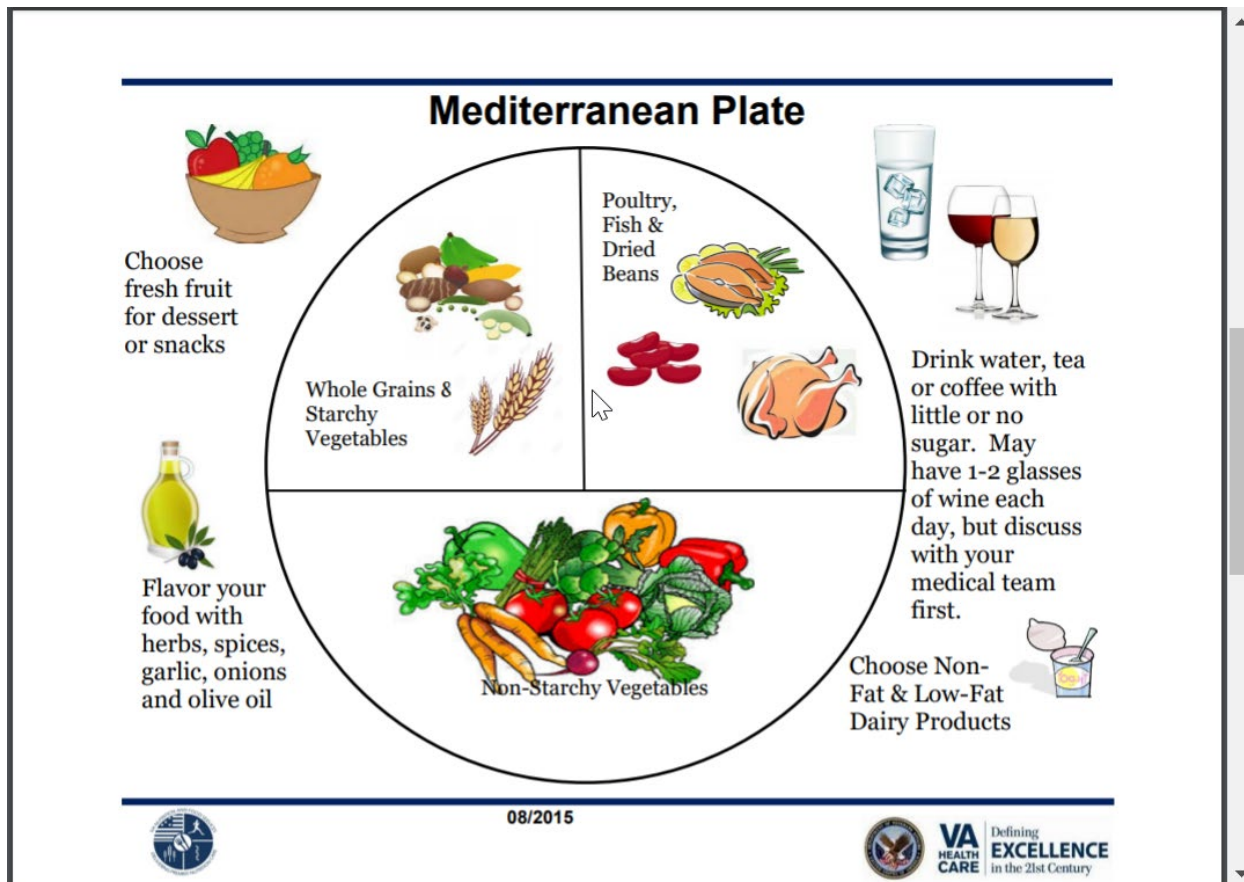 Mediterranean Plate
Choose
fresh fruit
for dessert
or snacks
Whole Grains &
Starchy
Vegetables
Poultry,
Fish &
Dried
Beans
Drink water, tea
or coffee with
little or no
sugar.  May
have 1-2 glasses
of wine each
day, but discuss
with your
medical team
first.
Flavor your
food with
herbs, spices,
garlic, onions
and olive oil
Non-Starchy Vegetables
Choose Non-
Fat & Low-Fat
Dairy Products
08/2015
VA
HEALTH
CARE
Defining
EXCELLENCE
in the 21st Century